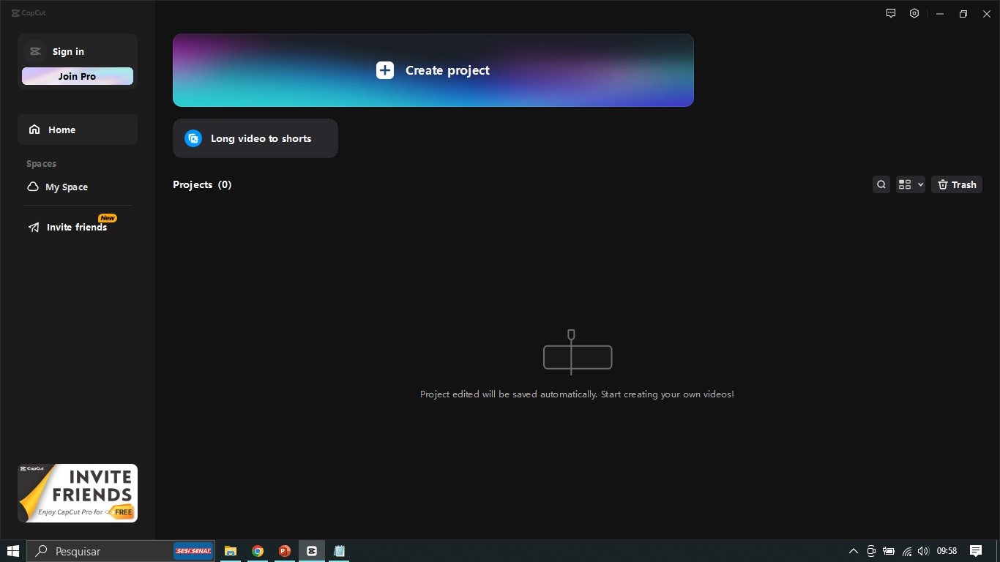 CapCut
Sign in
Join Pro
Create project
Home
Long video to shorts
Spaces
My Space
Projects (0)
Trash
New
Invite friends
Project edited will be saved automatically. Start creating your own videos!
CapCut
INVITE
FRIENDS
Enjoy CapCut Pro for FREE
Pesquisar
SESI SENAI
09:58